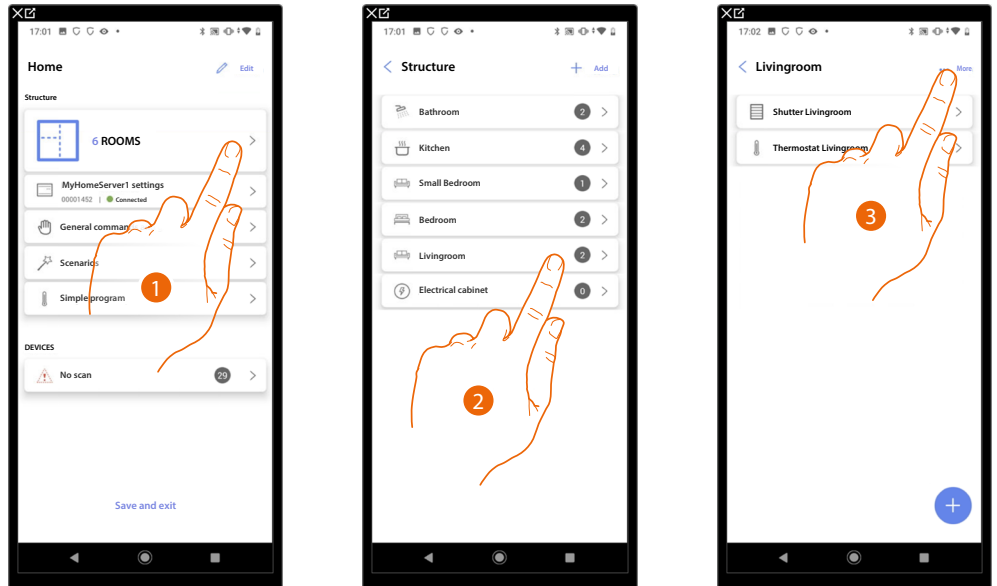 17:01
Home
Edit
Structure
6 ROOMS
MyHomeServer1 settings
00001452 | Connected
General comman
Scenarios
Simple program
1
DEVICES
No scan 29
Save and exit
17:01
Structure
Add
Bathroom 2
Kitchen 4
Small Bedroom 1
Bedroom 2
Livingroom 2
Electrical cabinet 0
2
17:02
Livingroom
More
Shutter Livingroom
Thermostat Livingroom
3